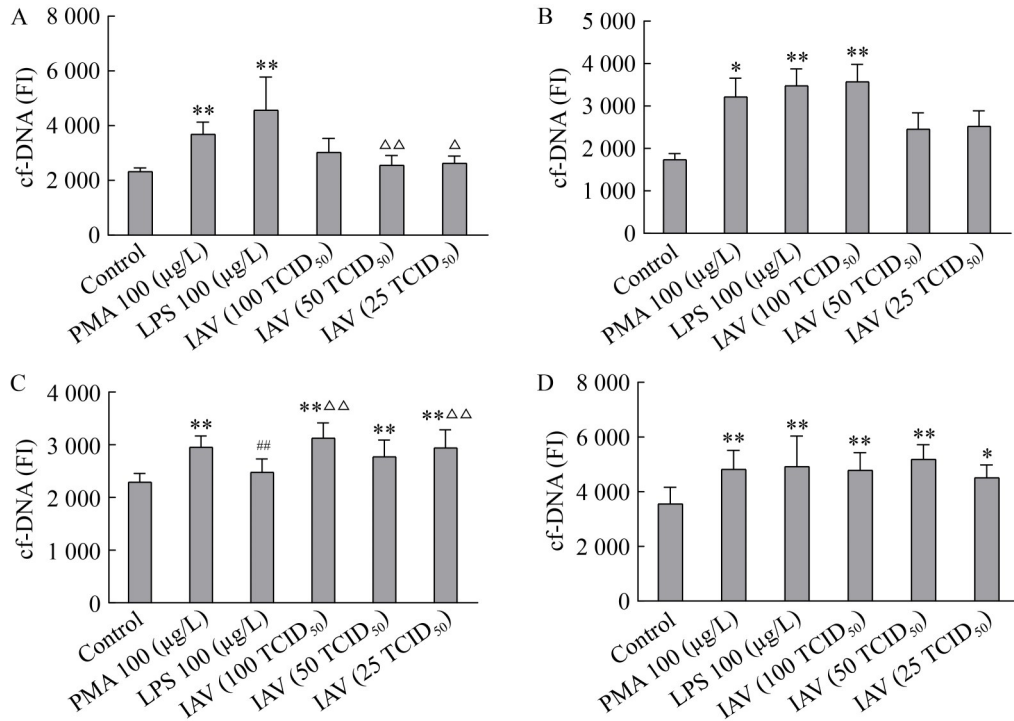 A
8 000
6 000
4 000
2 000
0
cf-DNA (FI)
** ** △△ △
Control
PMA 100 (μg/L)
LPS 100 (μg/L)
IAV (100 TCID₅₀)
IAV (50 TCID₅₀)
IAV (25 TCID₅₀)
B
5 000
4 000
3 000
2 000
1 000
0
cf-DNA (FI)
* ** **
Control
PMA 100 (μg/L)
LPS 100 (μg/L)
IAV (100 TCID₅₀)
IAV (50 TCID₅₀)
IAV (25 TCID₅₀)
C
4 000
3 000
2 000
1 000
0
cf-DNA (FI)
** ## **△△ ** **△△
Control
PMA 100 (μg/L)
LPS 100 (μg/L)
IAV (100 TCID₅₀)
IAV (50 TCID₅₀)
IAV (25 TCID₅₀)
D
8 000
6 000
4 000
2 000
0
cf-DNA (FI)
** ** ** ** *
Control
PMA 100 (μg/L)
LPS 100 (μg/L)
IAV (100 TCID₅₀)
IAV (50 TCID₅₀)
IAV (25 TCID₅₀)